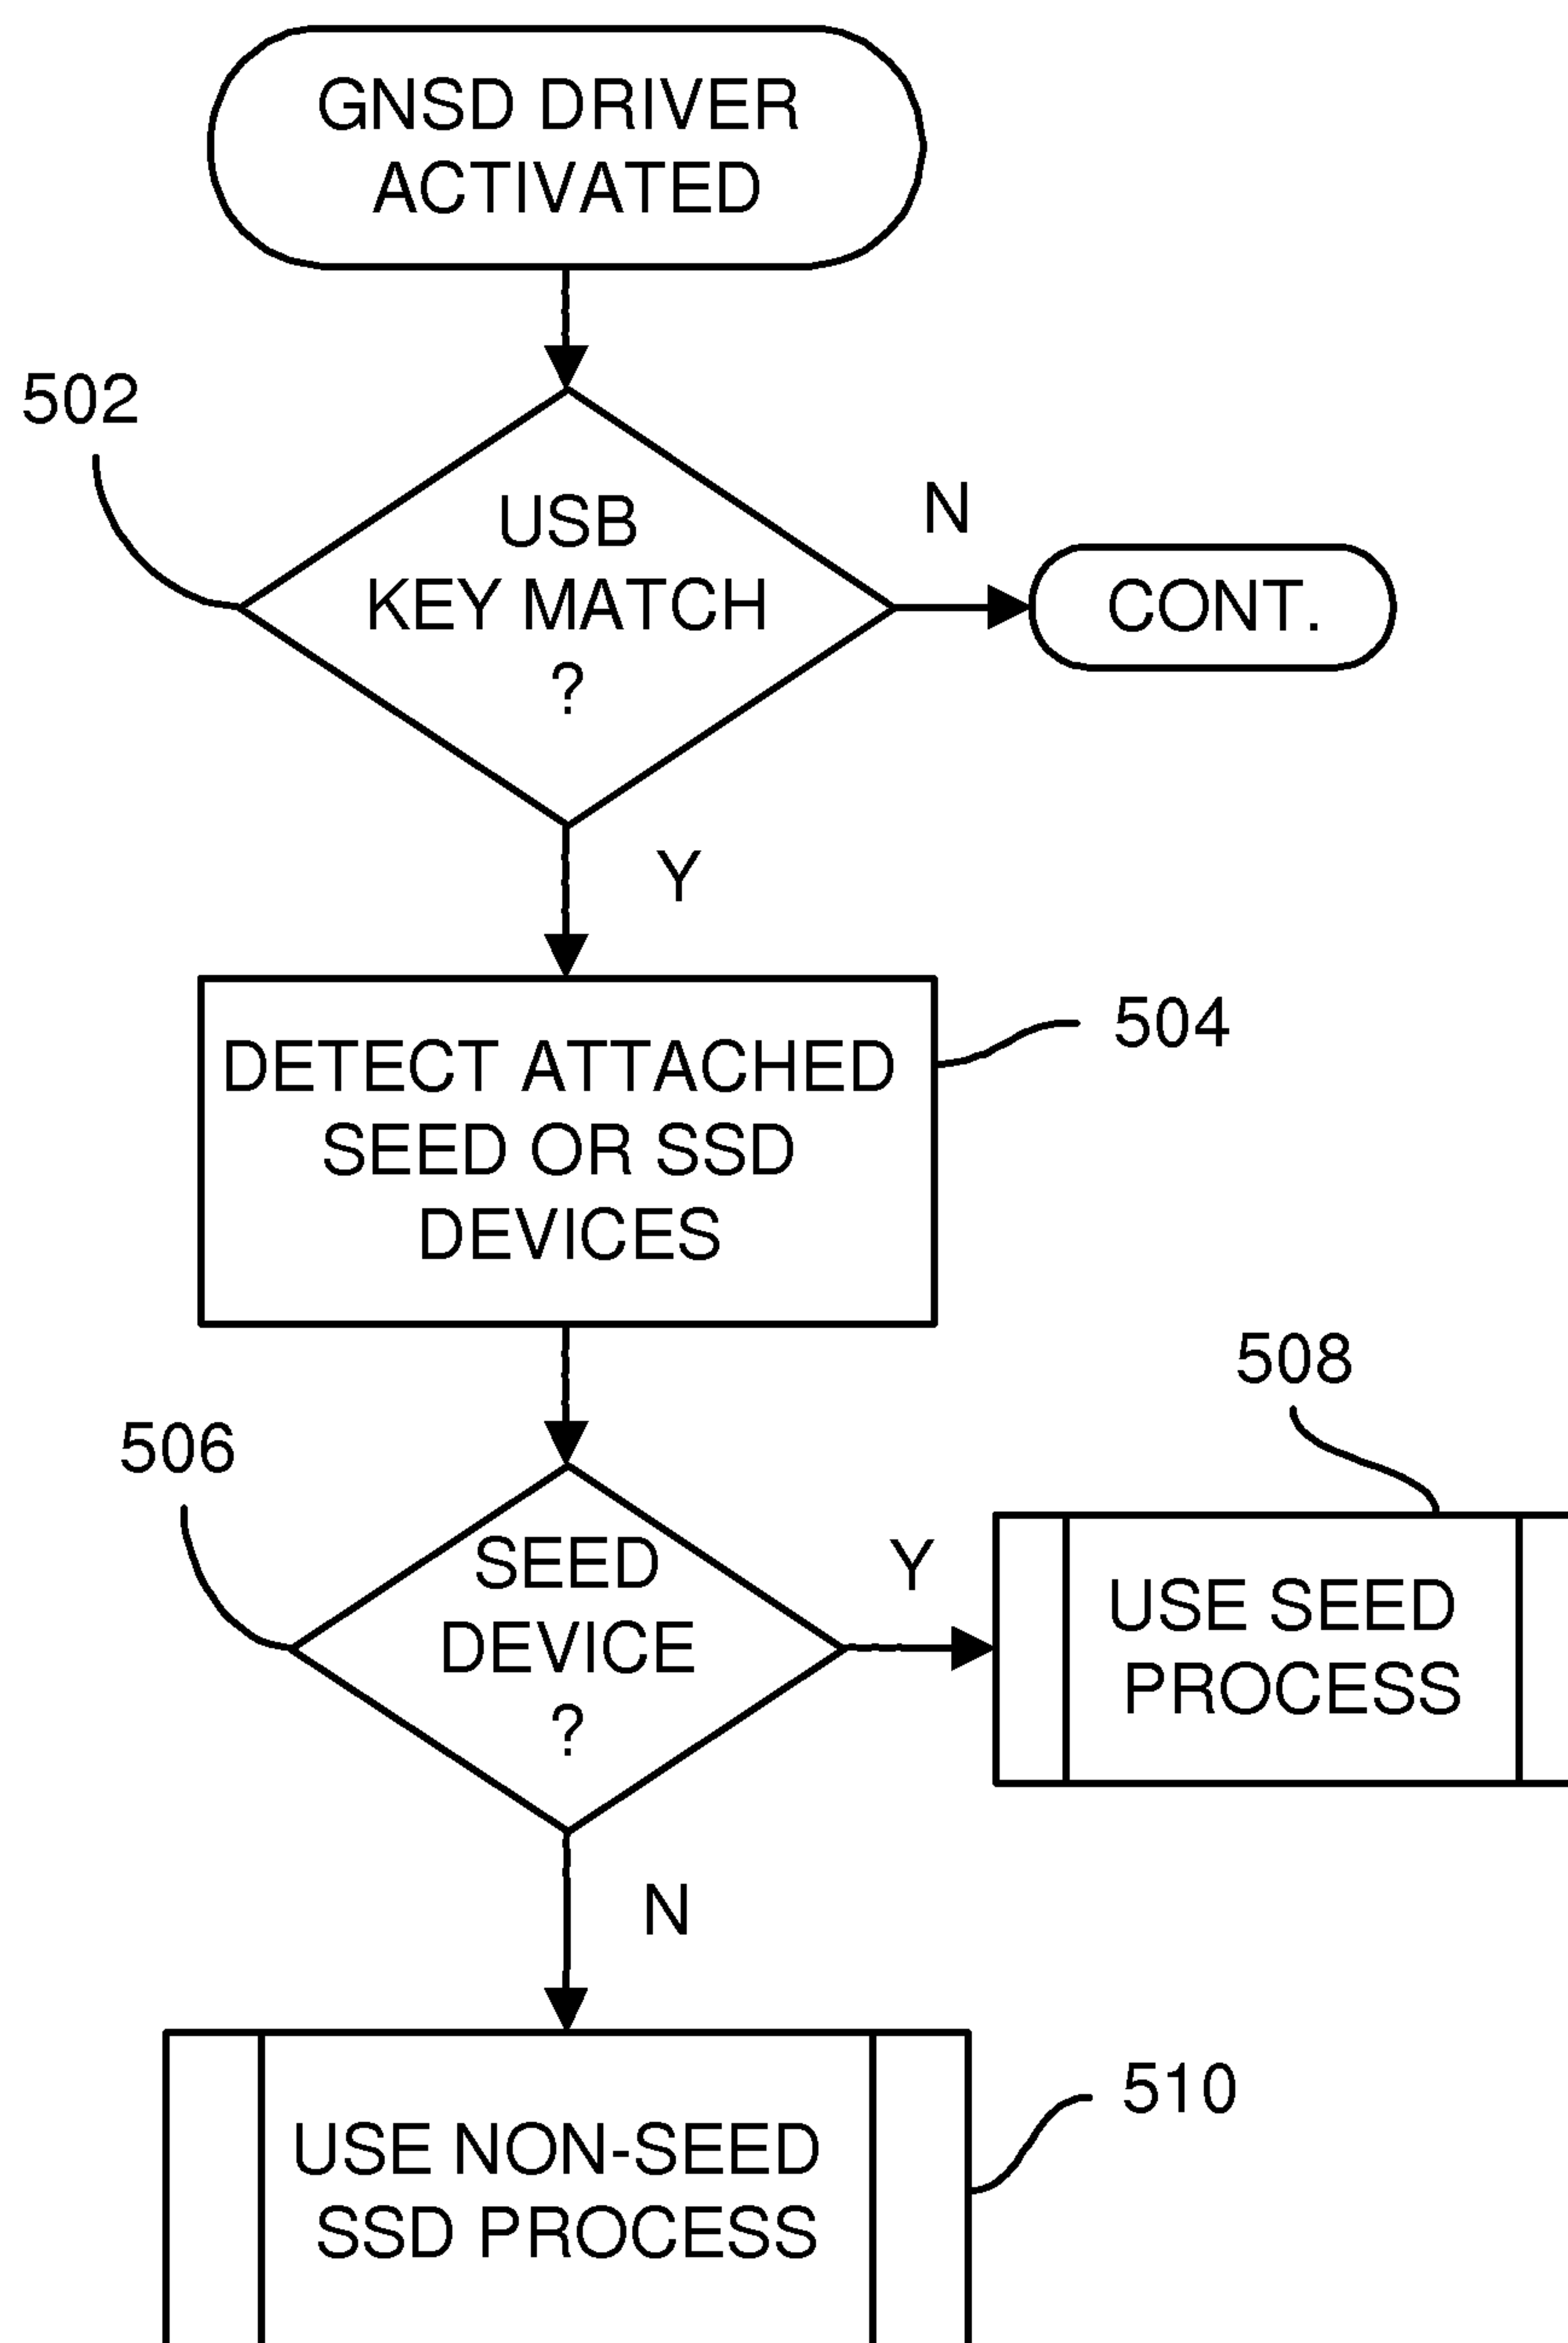 GNSD DRIVER
ACTIVATED
502
USB
KEY MATCH
?
N
CONT.
Y
DETECT ATTACHED
SEED OR SSD
DEVICES
504
508
506
SEED
DEVICE
?
Y
USE SEED
PROCESS
N
510
USE NON-SEED
SSD PROCESS